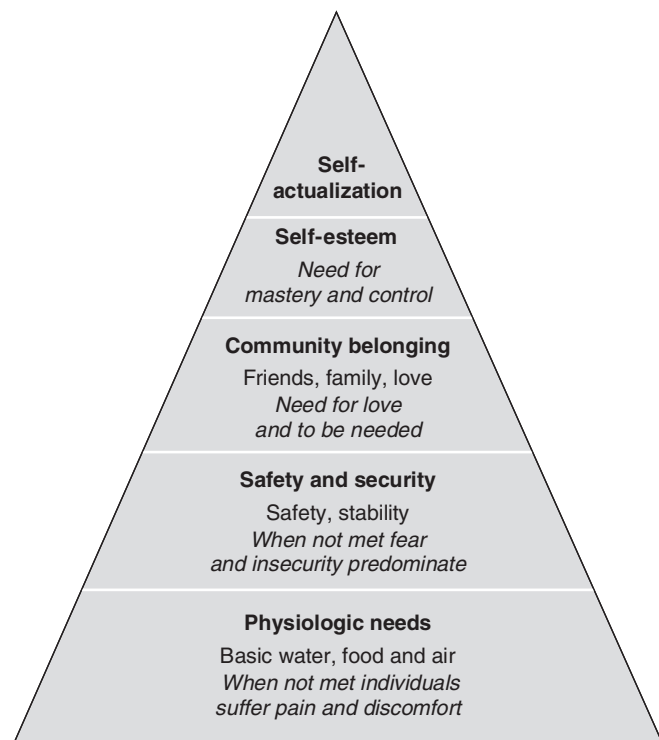 Self-
actualization
Self-esteem
Need for
mastery and control
Community belonging
Friends, family, love
Need for love
and to be needed
Safety and security
Safety, stability
When not met fear
and insecurity predominate
Physiologic needs
Basic water, food and air
When not met individuals
suffer pain and discomfort